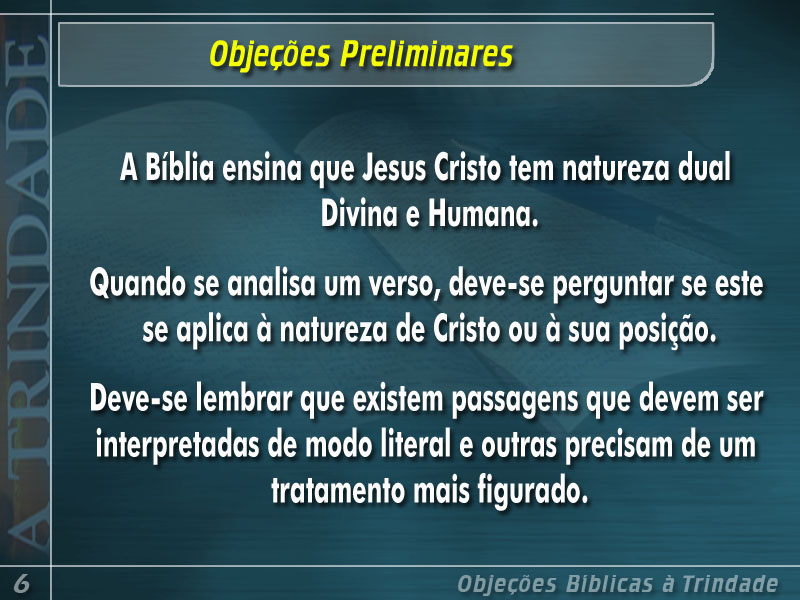 Objeções Preliminares
A TRINDADE
A Bíblia ensina que Jesus Cristo tem natureza dual
Divina e Humana.
Quando se analisa um verso, deve-se perguntar se este
se aplica à natureza de Cristo ou à sua posição.
Deve-se lembrar que existem passagens que devem ser
interpretadas de modo literal e outras precisam de um
tratamento mais figurado.
6
Objeções Bíblicas à Trindade